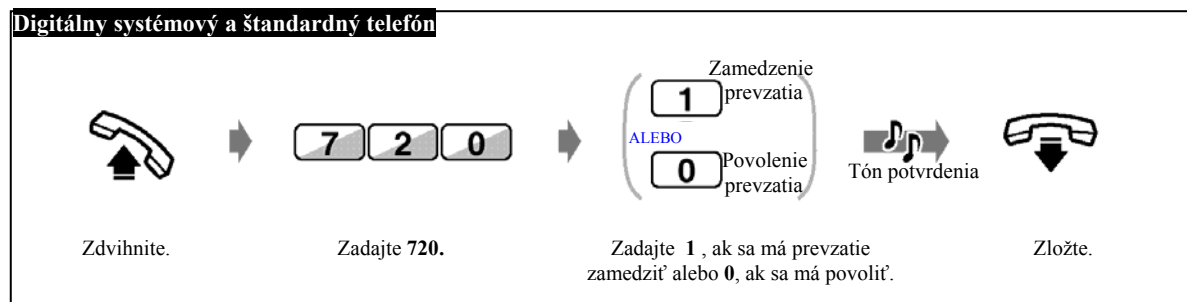 Digitálny systémový a štandardný telefón
Zamedzenie
1 prevzatia
ALEBO
7 2 0
0 Povolenie
prevzatia
Tón potvrdenia
Zdvihnite.
Zadajte 720.
Zadajte 1 , ak sa má prevzatie
zamedziť alebo 0, ak sa má povoliť.
Zložte.